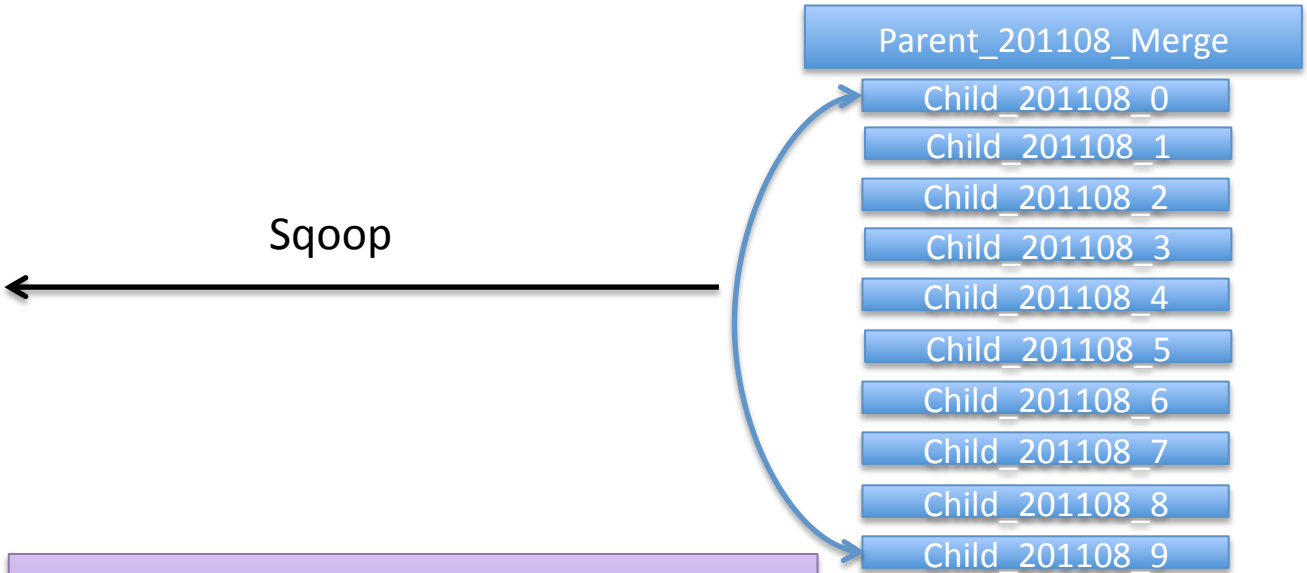 Parent_201108_Merge
Child_201108_0
Child_201108_1
Child_201108_2
Sqoop
Child_201108_3
Child_201108_4
Child_201108_5
Child_201108_6
Child_201108_7
Child_201108_8
Child_201108_9